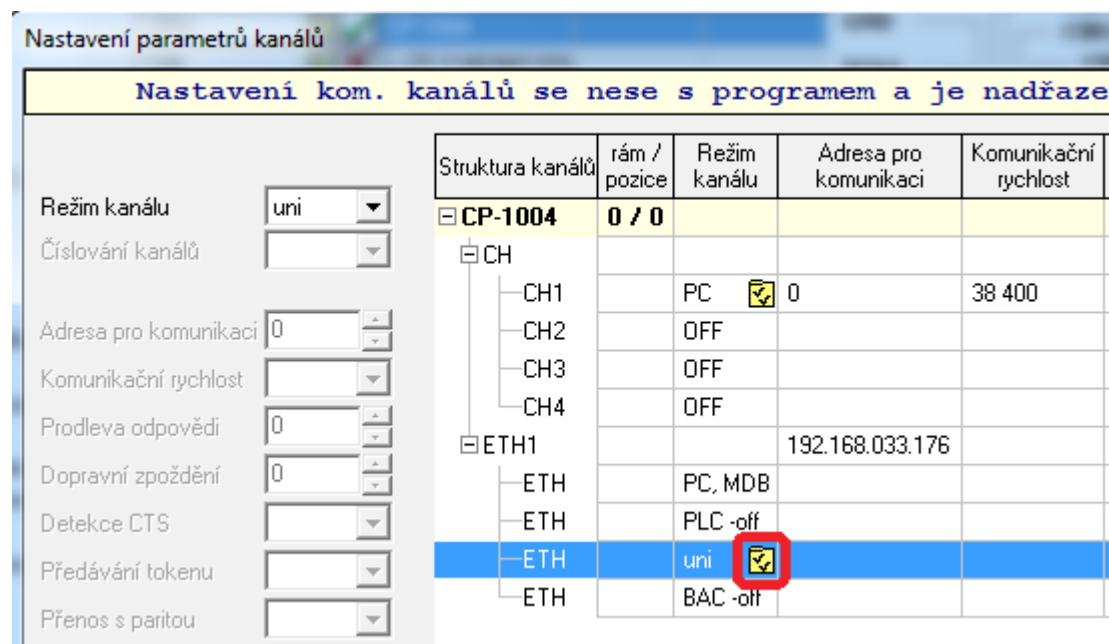 Nastavení parametrů kanálů
Nastavení kom. kanálů se nese s programem a je nadřaze
Režim kanálu uni
Číslování kanálů
Adresa pro komunikaci 0
Komunikační rychlost
Prodleva odpovědi 0
Dopravní zpoždění 0
Detekce CTS
Předávání tokenu
Přenos s paritou
Struktura kanálů rám / pozice Režim kanálu Adresa pro komunikaci Komunikační rychlost
CP-1004 0 / 0
CH
CH1 PC 0 38 400
CH2 OFF
CH3 OFF
CH4 OFF
ETH1 192.168.033.176
ETH PC, MDB
ETH PLC -off
ETH uni
ETH BAC -off